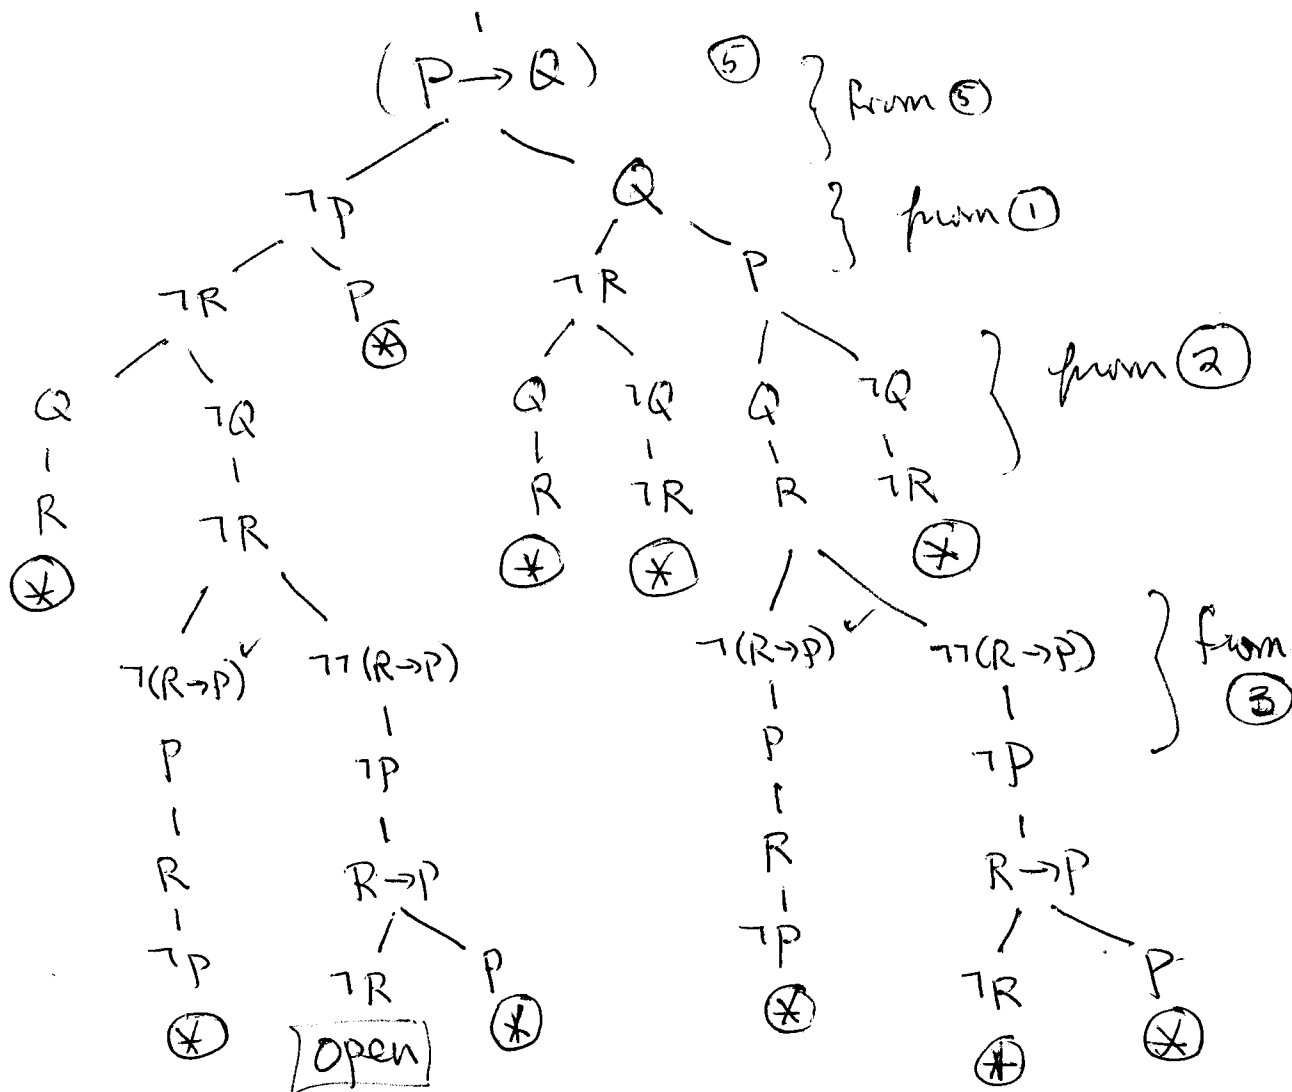 (P→Q) ⑤
} from ⑤
¬P Q
} from ①
¬R P ¬R P
⊛
Q ¬Q Q ¬Q Q ¬Q
} from ②
R ¬R R ¬R R ¬R
⊛ ⊛ ⊛ ⊛
¬(R→P)✓ ¬¬(R→P) ¬(R→P)✓ ¬¬(R→P)
} from ③
P ¬P P ¬P
R R→P R R→P
¬P ¬R P ¬P ¬R P
⊛ open ⊛ ⊛ ⊛ ⊛